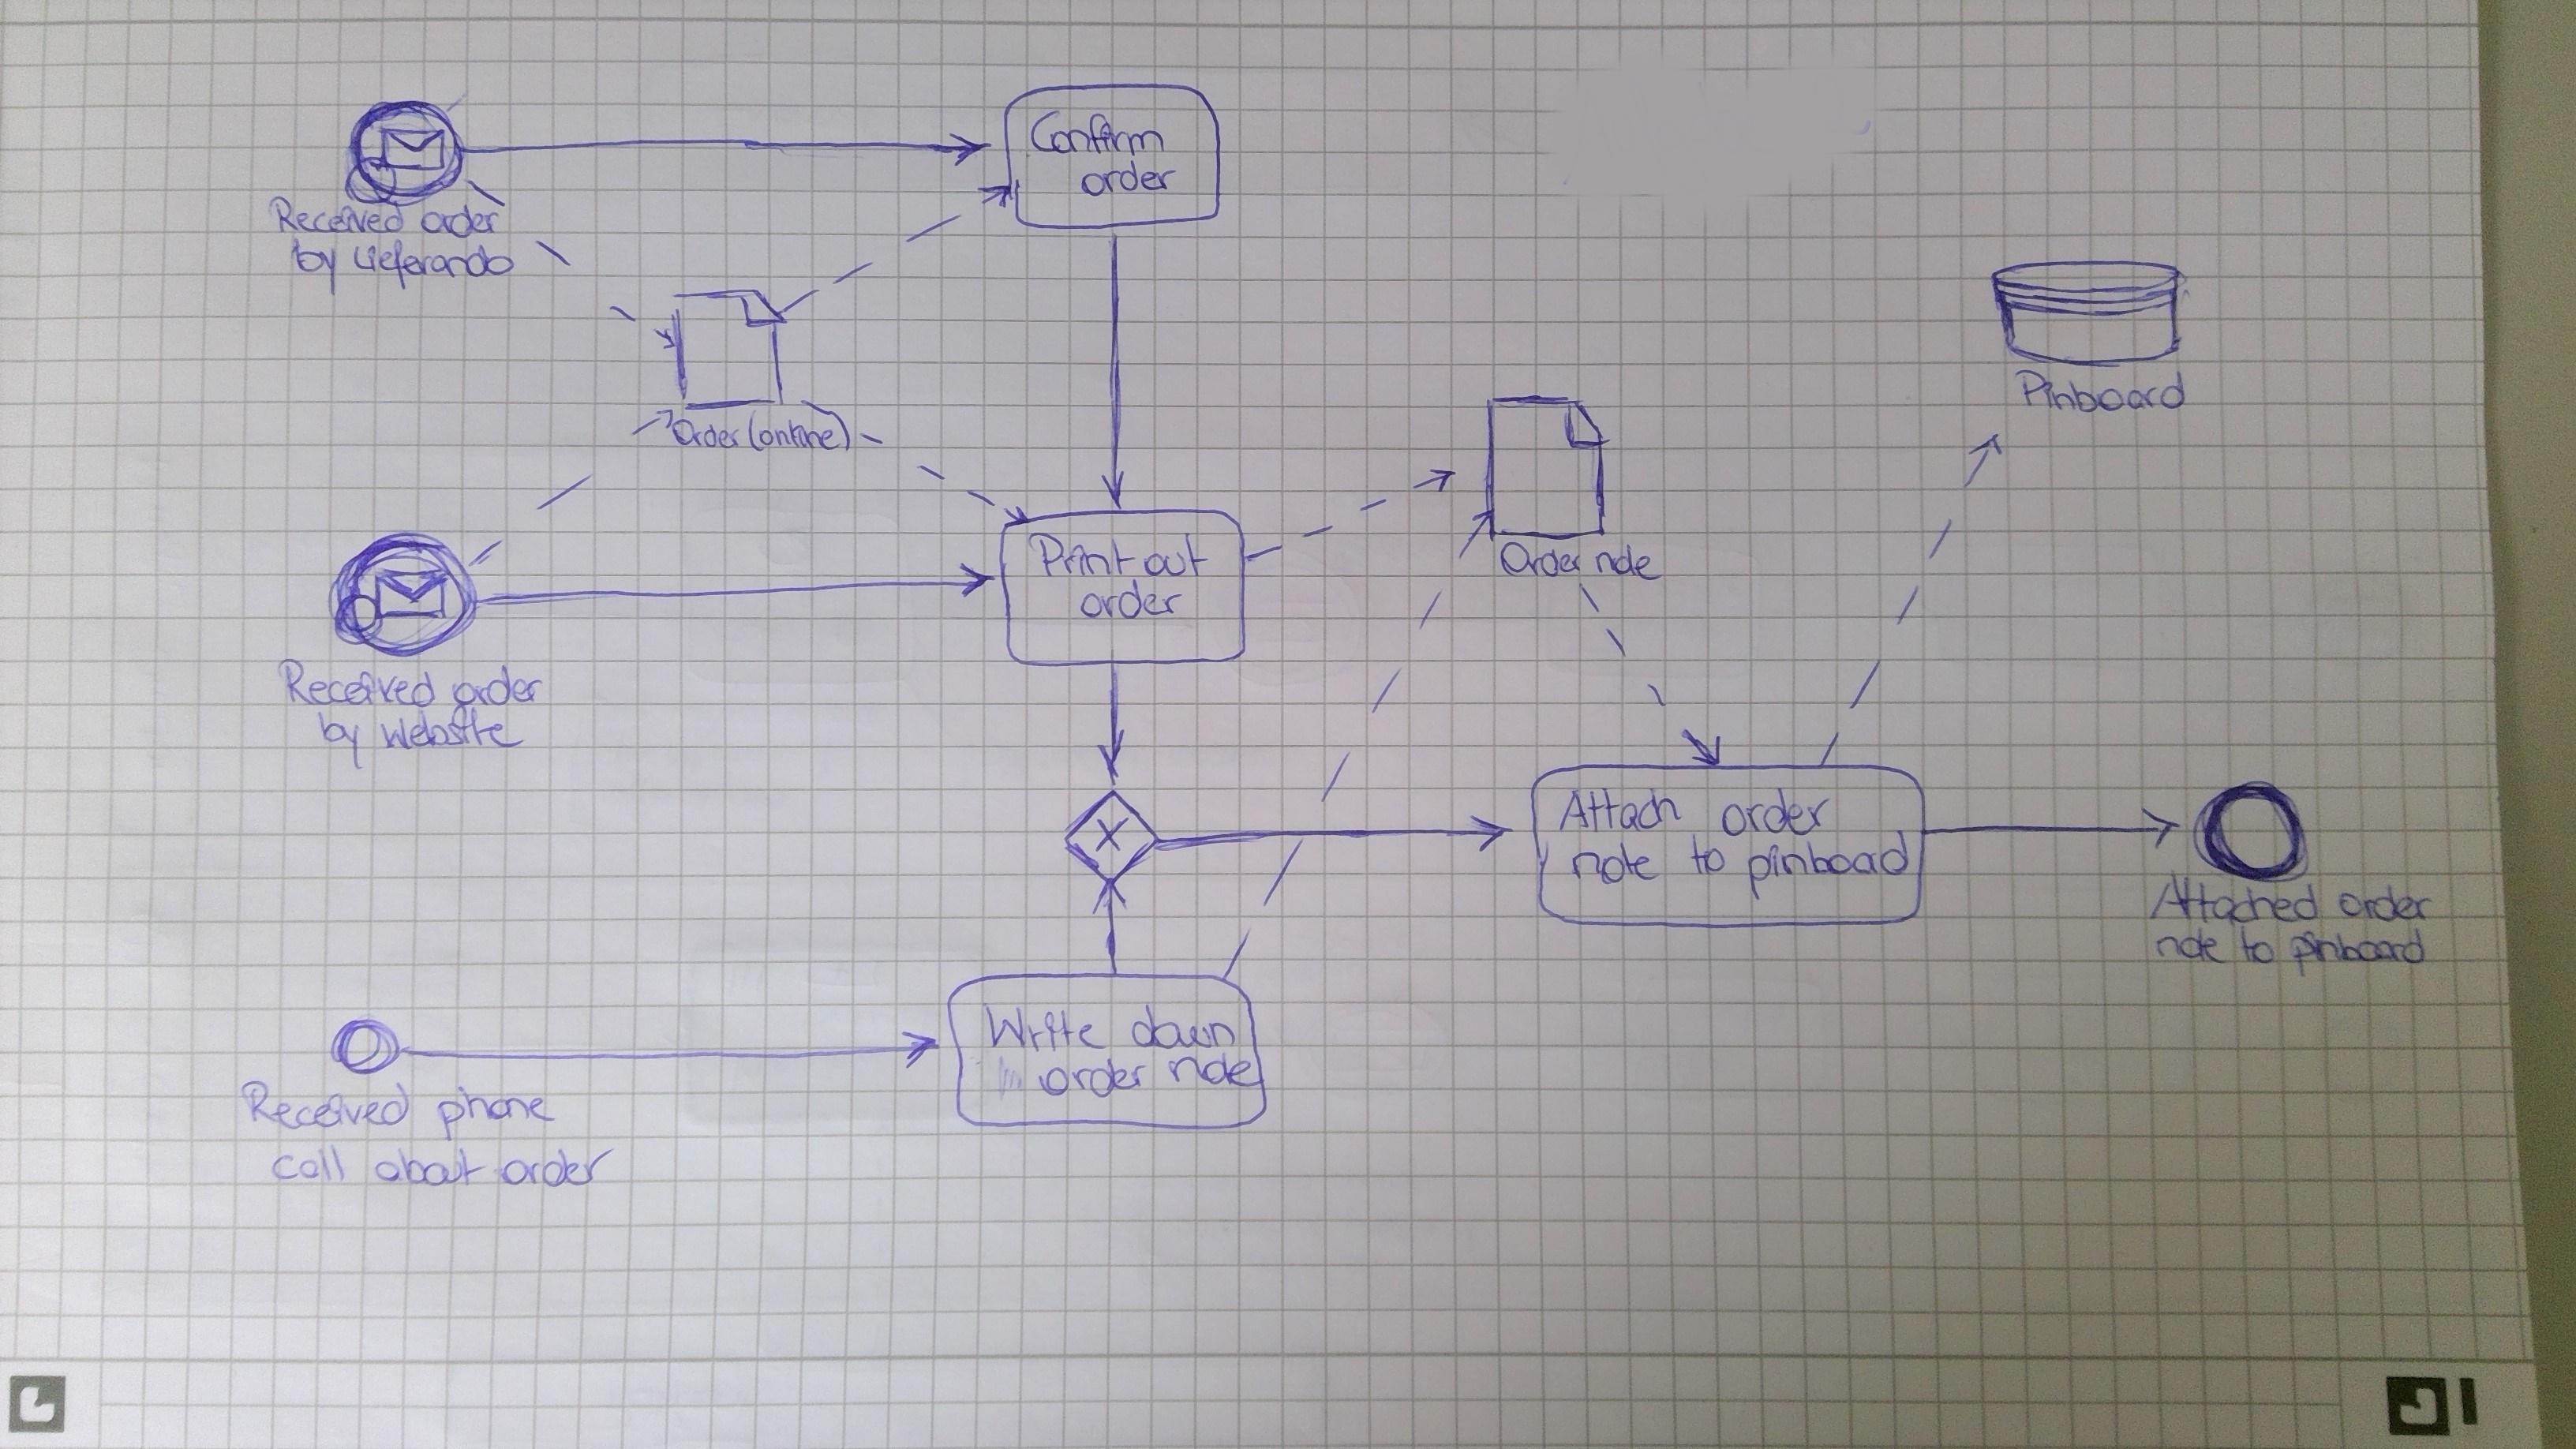 Confirm
order
Received order
by Lieferando
Order (online)
Pinboard
Print out
order
Order note
Received order
by website
Attach order
note to pinboad
Attached order
note to pinboard
Write down
order note
Received phone
call about order